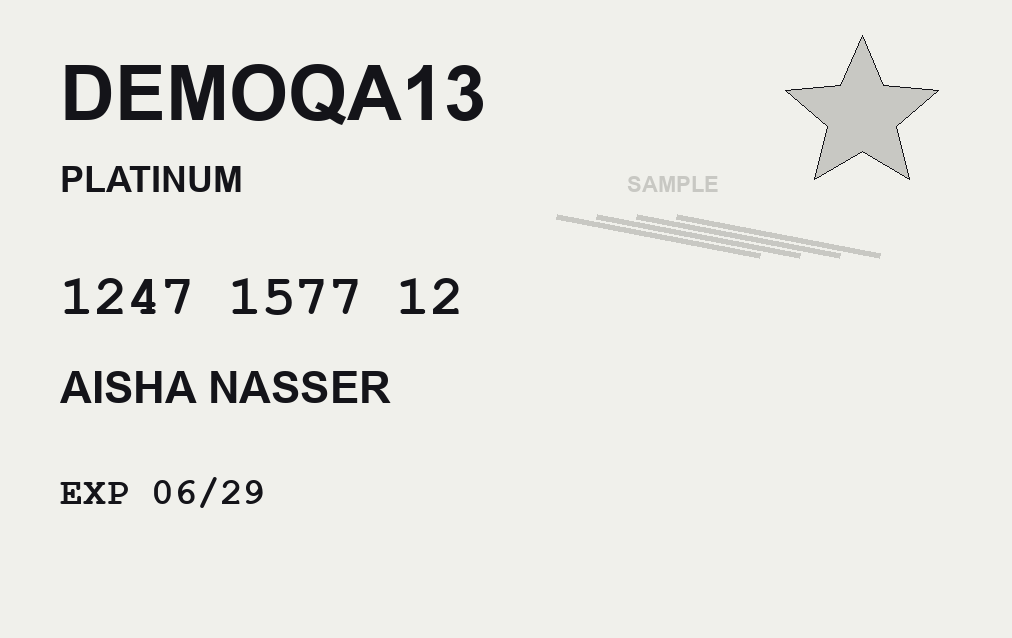 DEMOQA13
PLATINUM
SAMPLE
1247 1577 12
AISHA NASSER
EXP 06/29